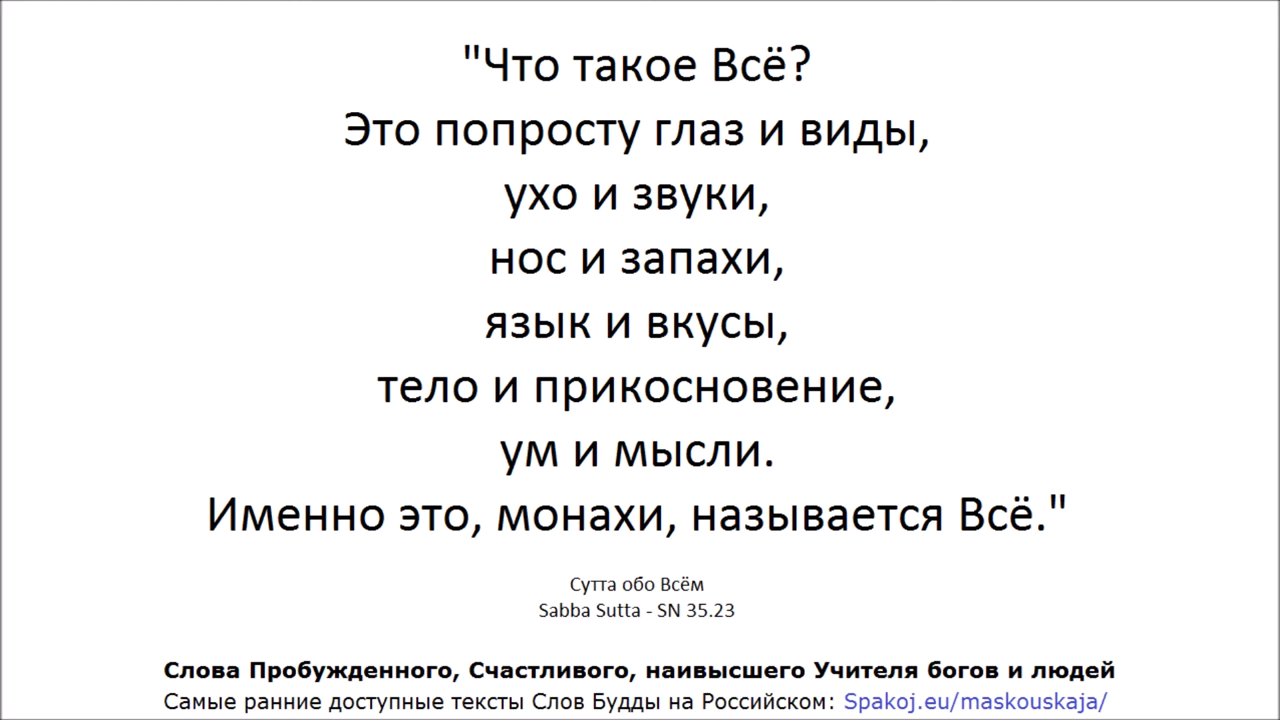 "Что такое Всё?
Это попросту глаз и виды,
ухо и звуки,
нос и запахи,
язык и вкусы,
тело и прикосновение,
ум и мысли.
Именно это, монахи, называется Всё."
Сутта обо Всём
Sabba Sutta - SN 35.23
Слова Пробужденного, Счастливого, наивысшего Учителя богов и людей
Самые ранние доступные тексты Слов Будды на Российском: Spakoj.eu/maskouskaja/